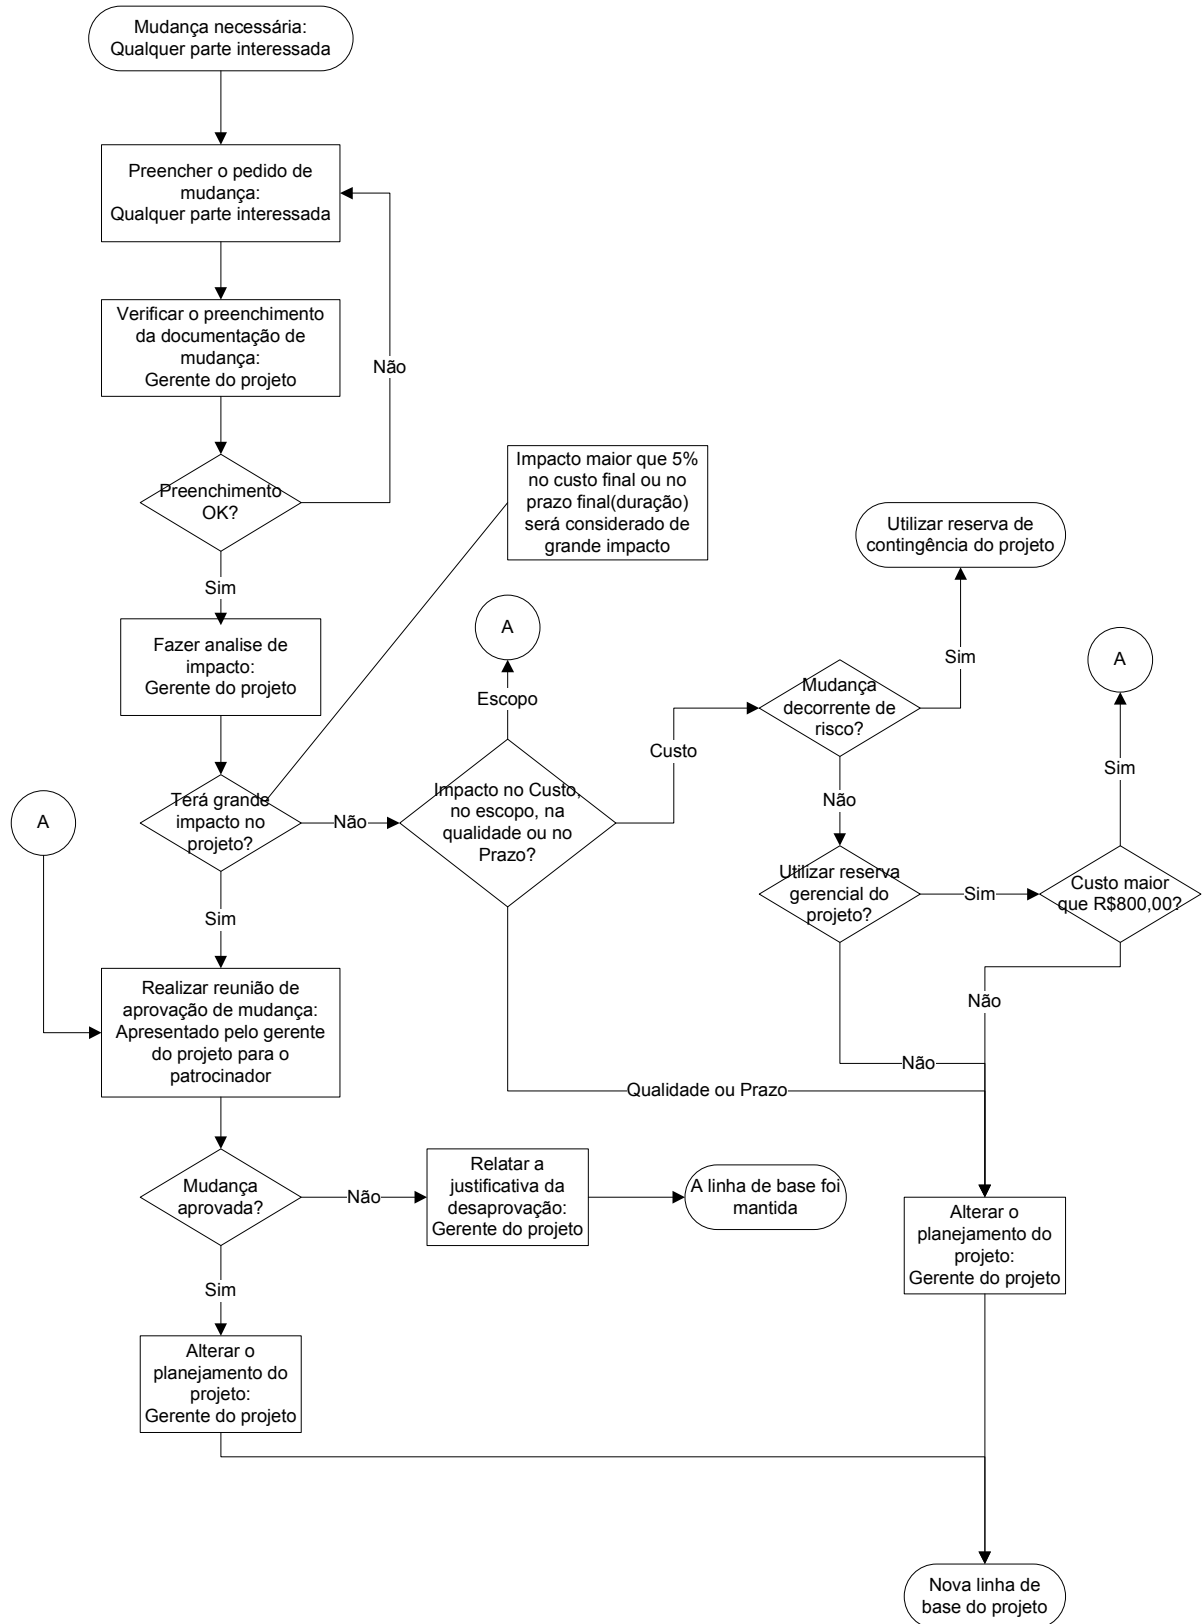 Mudança necessária:
Qualquer parte interessada
Preencher o pedido de
mudança:
Qualquer parte interessada
Verificar o preenchimento
da documentação de
mudança:
Gerente do projeto
Não
Preenchimento
OK?
Sim
Impacto maior que 5%
no custo final ou no
prazo final(duração)
será considerado de
grande impacto
Utilizar reserva de
contingência do projeto
Fazer analise de
impacto:
Gerente do projeto
A
Escopo
Mudança
decorrente de
risco?
Sim
A
Custo
Sim
Não
A
Terá grande
impacto no
projeto?
Não
Impacto no Custo,
no escopo, na
qualidade ou no
Prazo?
Utilizar reserva
gerencial do
projeto?
Sim
Custo maior
que R$800,00?
Sim
Não
Não
Realizar reunião de
aprovação de mudança:
Apresentado pelo gerente
do projeto para o
patrocinador
Qualidade ou Prazo
Mudança
aprovada?
Não
Relatar a
justificativa da
desaprovação:
Gerente do projeto
A linha de base foi
mantida
Alterar o
planejamento do
projeto:
Gerente do projeto
Sim
Alterar o
planejamento do
projeto:
Gerente do projeto
Nova linha de
base do projeto